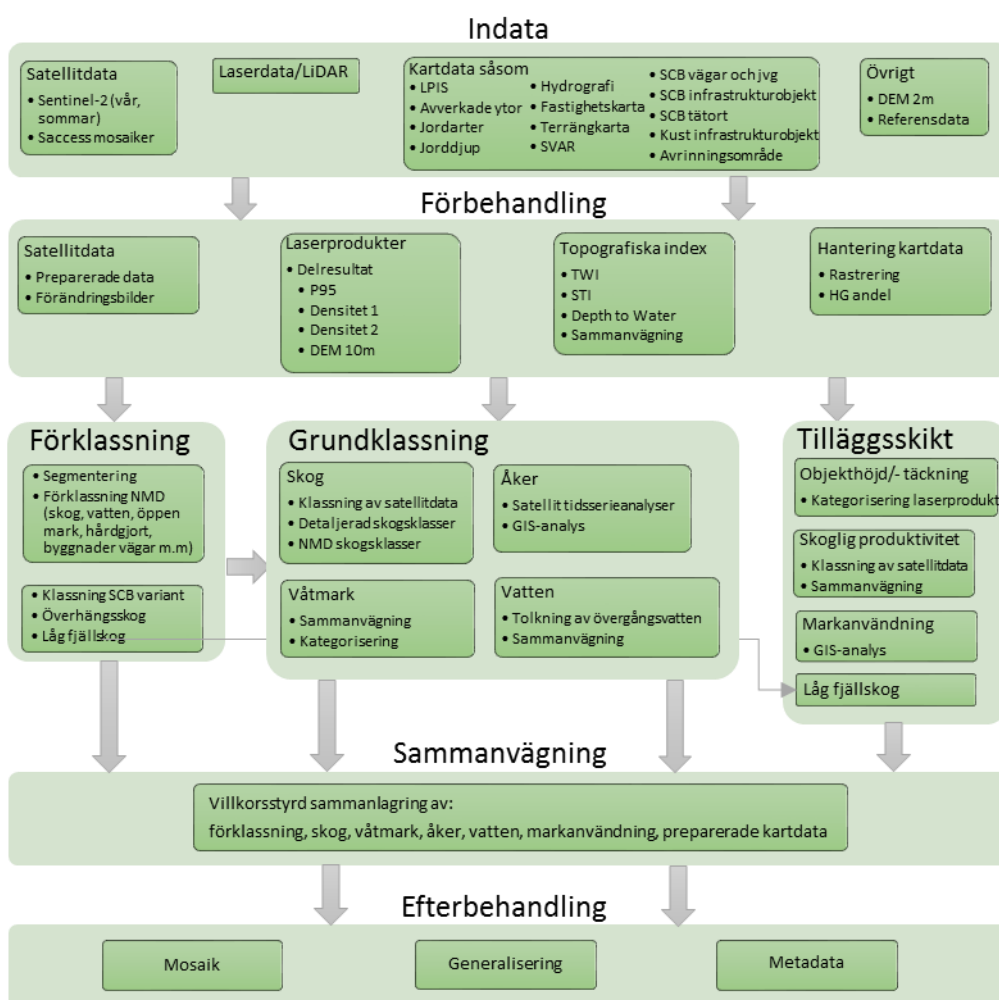 Indata
Satellitdata
• Sentinel-2 (vår,
sommar)
• Saccess mosaiker
Laserdata/LiDAR
Kartdata såsom
• LPIS
• Avverkade ytor
• Jordarter
• Jorddjup
• Hydrografi
• Fastighetskarta
• Terrängkarta
• SVAR
• SCB vägar och jvg
• SCB infrastrukturobjekt
• SCB tätort
• Kust infrastrukturobjekt
• Avrinningsområde
Övrigt
• DEM 2m
• Referensdata
Förbehandling
Satellitdata
• Preparerade data
• Förändringsbilder
Laserprodukter
• Delresultat
• P95
• Densitet 1
• Densitet 2
• DEM 10m
Topografiska index
• TWI
• STI
• Depth to Water
• Sammanvägning
Hantering kartdata
• Rastrering
• HG andel
Förklassning
• Segmentering
• Förklassning NMD
(skog, vatten, öppen
mark, hårdgjort,
byggnader vägar m.m)
• Klassning SCB variant
• Överhängsskog
• Låg fjällskog
Grundklassning
Skog
• Klassning av satellitdata
• Detaljerad skogsklasser
• NMD skogsklasser
Åker
• Satellit tidsserieanalyser
• GIS-analys
Våtmark
• Sammanvägning
• Kategorisering
Vatten
• Tolkning av övergångsvatten
• Sammanvägning
Tilläggsskikt
Objekthöjd/- täckning
• Kategorisering laserprodukt
Skoglig produktivitet
• Klassning av satellitdata
• Sammanvägning
Markanvändning
• GIS-analys
Låg fjällskog
Sammanvägning
Villkorsstyrd sammanlagring av:
förklassning, skog, våtmark, åker, vatten, markanvändning, preparerade kartdata
Efterbehandling
Mosaik
Generalisering
Metadata